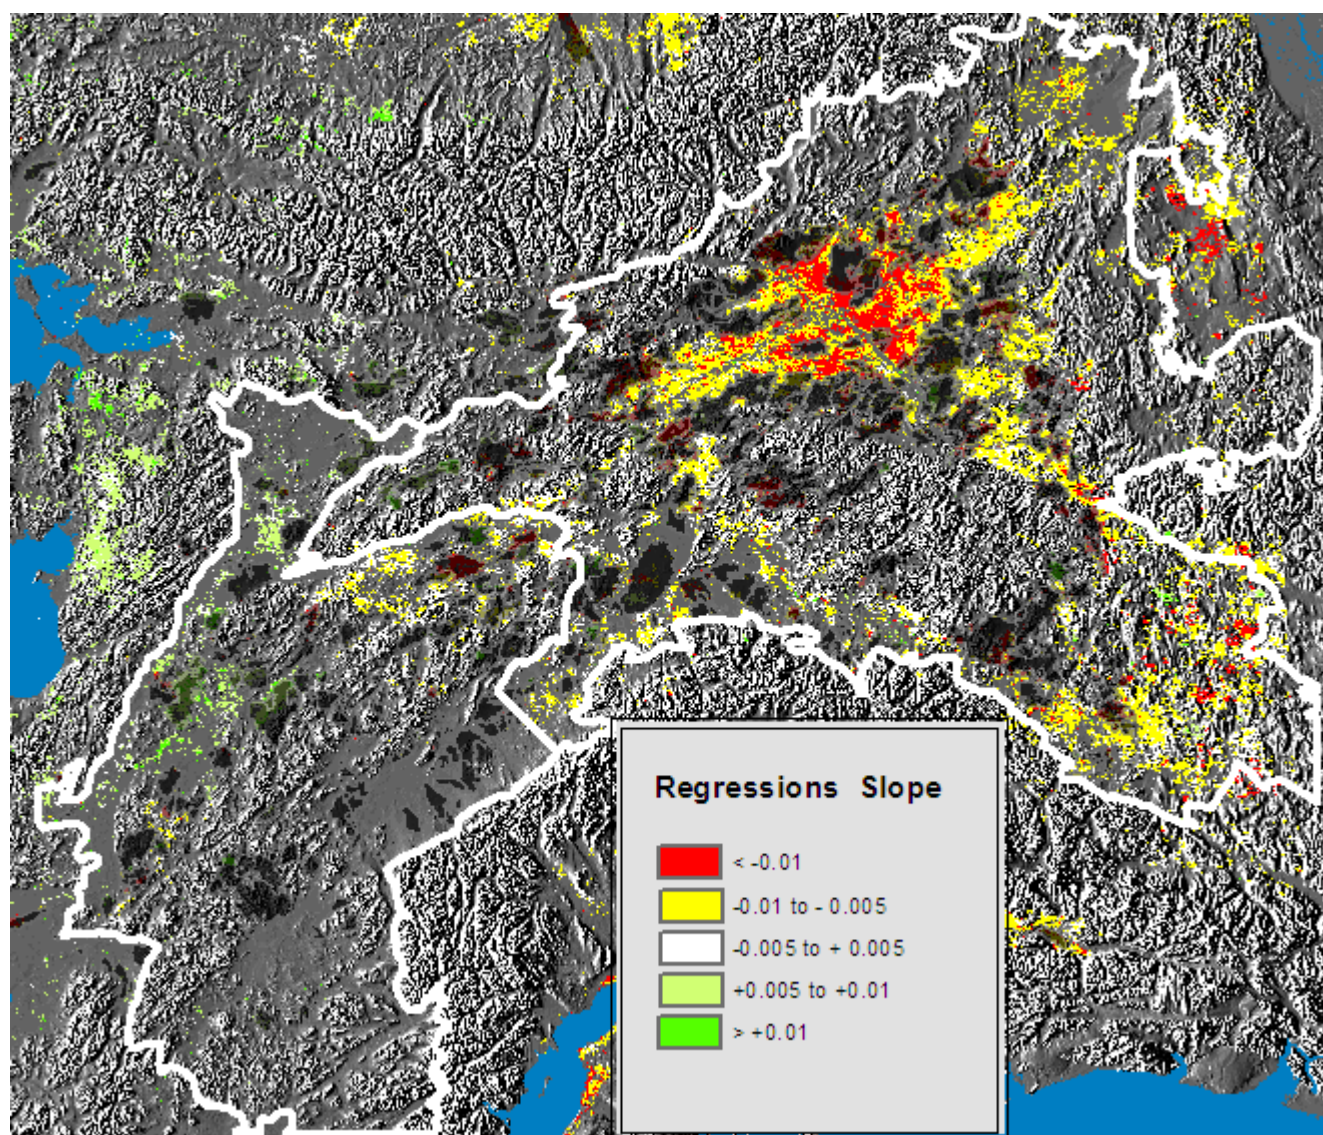 Regressions Slope
< -0.01
-0.01 to - 0.005
-0.005 to + 0.005
+0.005 to +0.01
> +0.01